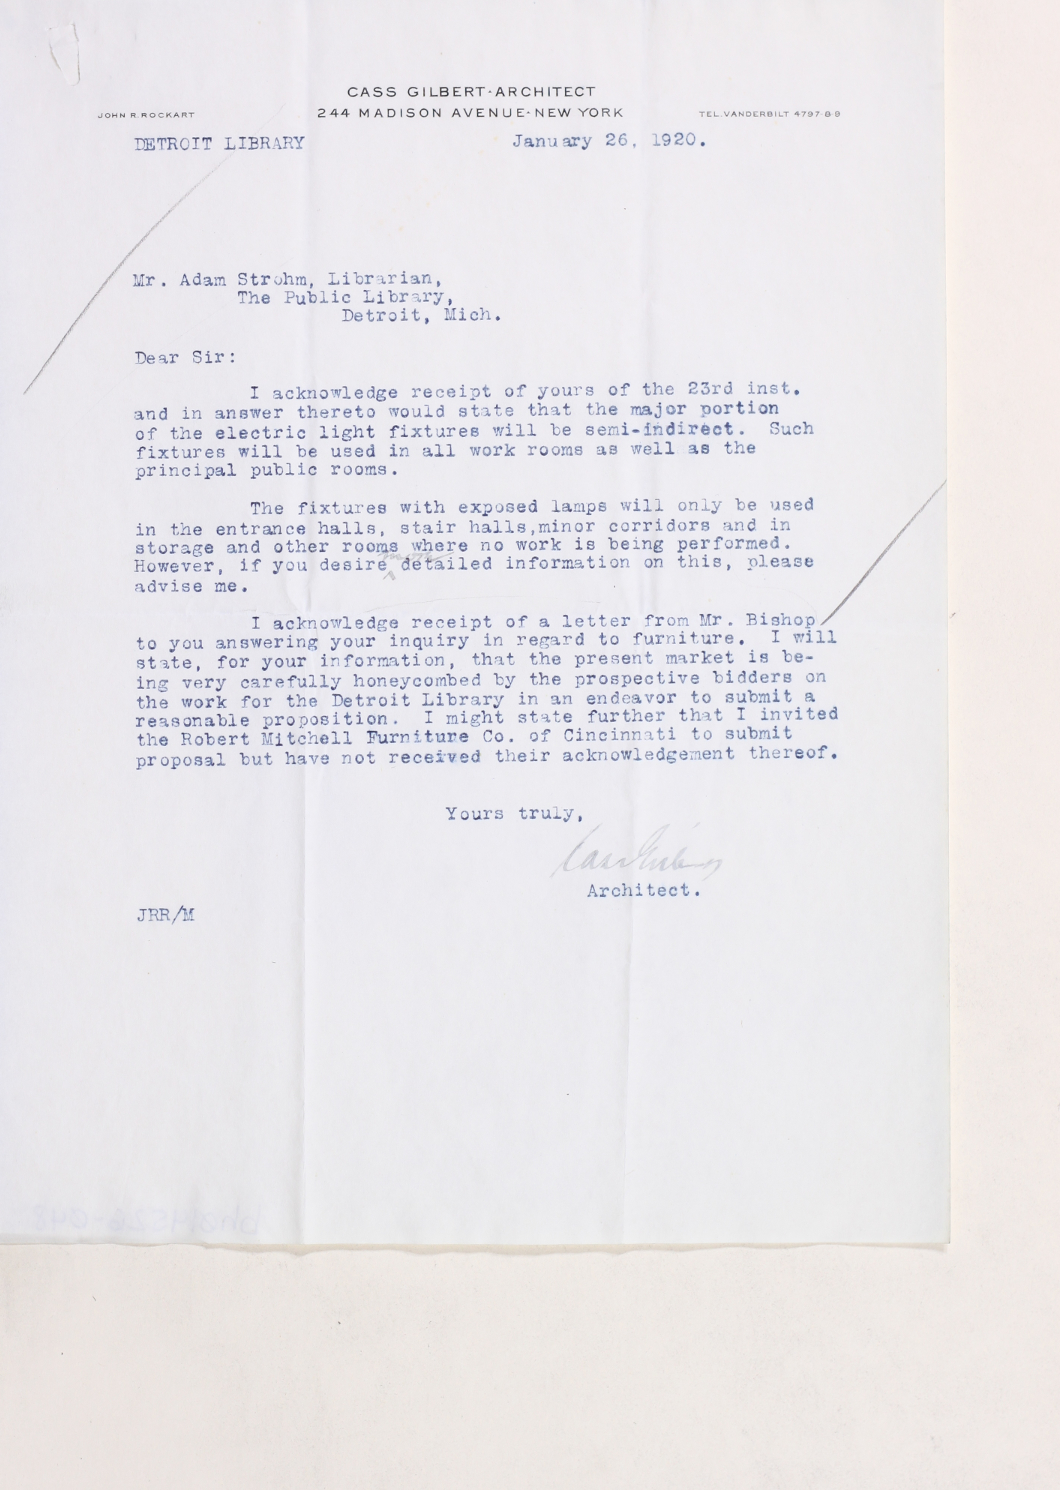 CASS GILBERT·ARCHITECT
JOHN R. ROCKART 244 MADISON AVENUE·NEW YORK TEL. VANDERBILT 4797-8-9
DETROIT LIBRARY January 26, 1920.
Mr. Adam Strohm, Librarian,
The Public Library,
Detroit, Mich.
Dear Sir:
I acknowledge receipt of yours of the 23rd inst.
and in answer thereto would state that the major portion
of the electric light fixtures will be semi-indirect. Such
fixtures will be used in all work rooms as well as the
principal public rooms.
The fixtures with exposed lamps will only be used
in the entrance halls, stair halls,minor corridors and in
storage and other rooms where no work is being performed.
more
However, if you desire detailed information on this, please
advise me.
I acknowledge receipt of a letter from Mr. Bishop
to you answering your inquiry in regard to furniture. I will
state, for your information, that the present market is be-
ing very carefully honeycombed by the prospective bidders on
the work for the Detroit Library in an endeavor to submit a
reasonable proposition. I might state further that I invited
the Robert Mitchell Furniture Co. of Cincinnati to submit
proposal but have not received their acknowledgement thereof.
Yours truly,
Cass Gilbert
Architect.
JRR/M